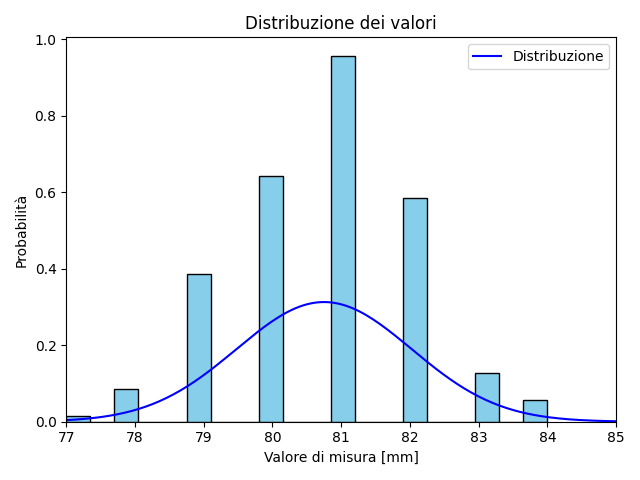 Distribuzione dei valori
1.0
0.8
0.6
0.4
0.2
0.0
Probabilità
Distribuzione
77 78 79 80 81 82 83 84 85
Valore di misura [mm]